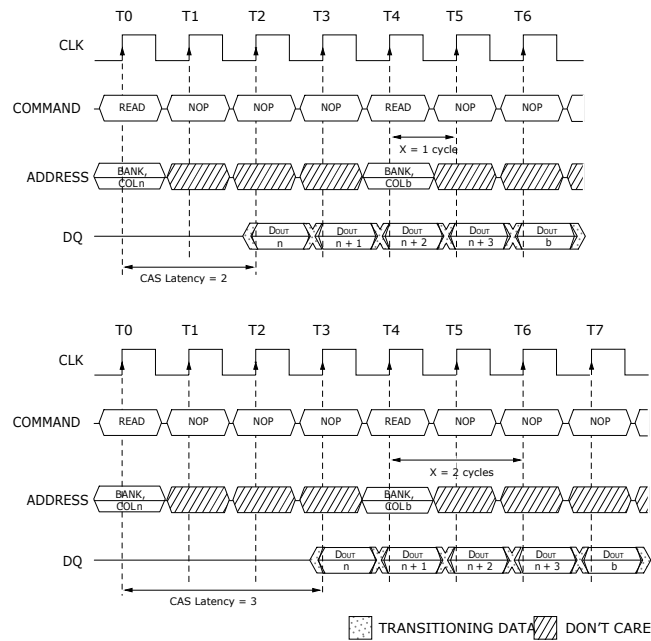 T0 T1 T2 T3 T4 T5 T6
CLK
COMMAND READ NOP NOP NOP READ NOP NOP
X = 1 cycle
ADDRESS BANK, COLn BANK, COLb
DQ DOUT n DOUT n + 1 DOUT n + 2 DOUT n + 3 DOUT b
CAS Latency = 2
T0 T1 T2 T3 T4 T5 T6 T7
CLK
COMMAND READ NOP NOP NOP READ NOP NOP NOP
X = 2 cycles
ADDRESS BANK, COLn BANK, COLb
DQ DOUT n DOUT n + 1 DOUT n + 2 DOUT n + 3 DOUT b
CAS Latency = 3
TRANSITIONING DATA DON'T CARE